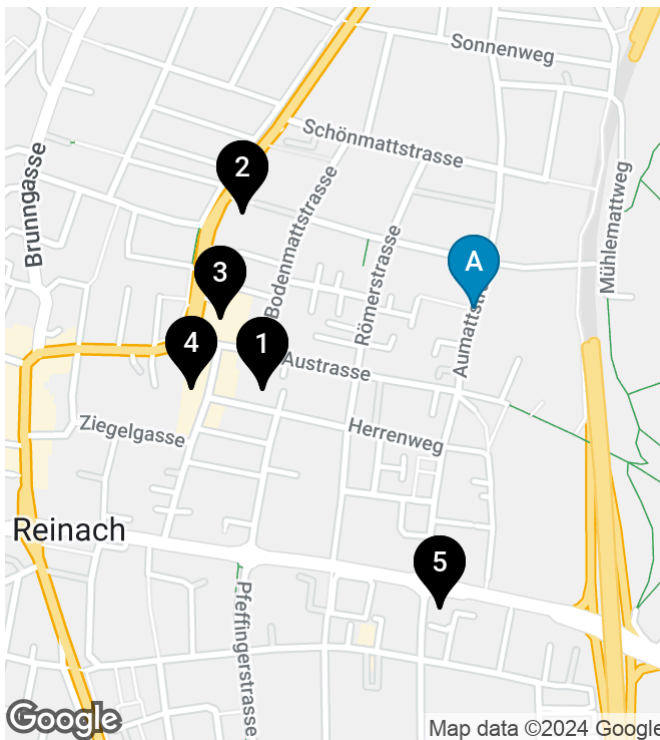 Sonnenweg
Schönmattstrasse
Brunngasse
2
Mühlemattweg
Bodenmattstrasse
Römerstrasse
A
3
Aumattstr
4
1
Austrasse
Ziegelgasse
Herrenweg
Reinach
5
Pfeffingerstrasse
Google
Map data ©2024 Google